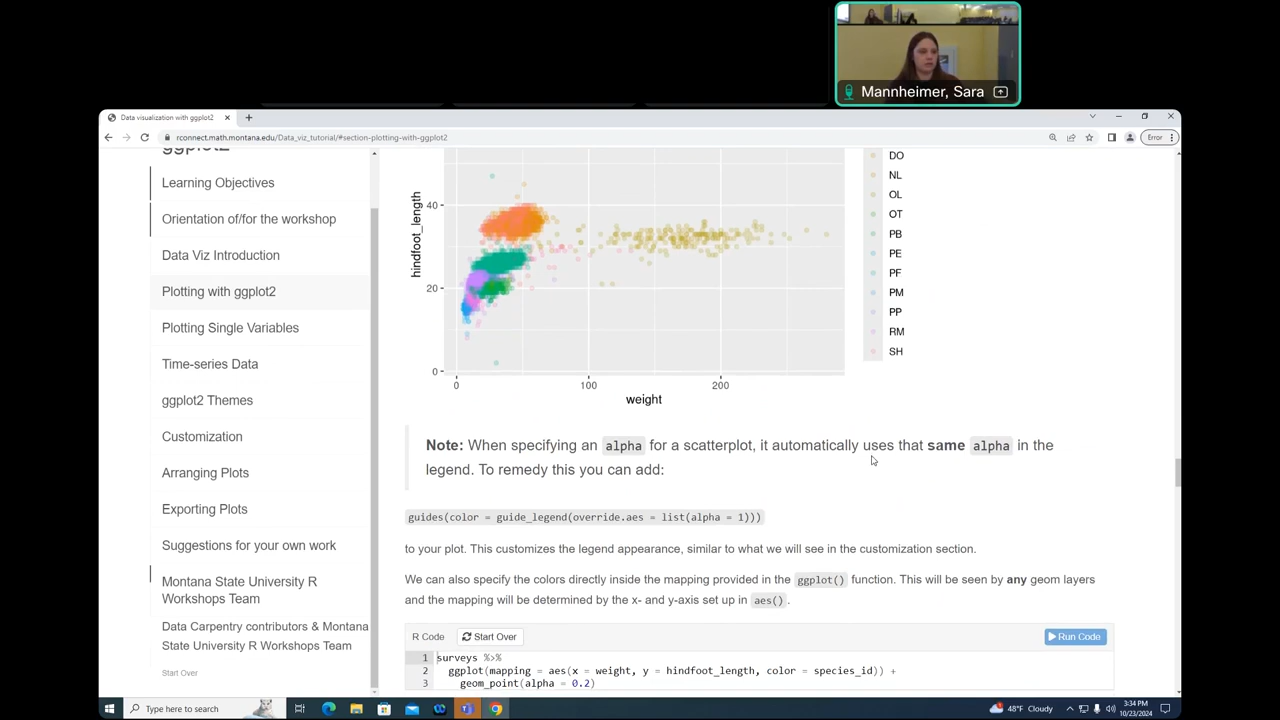 Mannheimer, Sara
Data visualization with ggplot2
rconnect.math.montana.edu/Data_viz_tutorial/#section-plotting-with-ggplot2
Error
ggplot2
Learning Objectives
Orientation of/for the workshop
Data Viz Introduction
Plotting with ggplot2
Plotting Single Variables
Time-series Data
ggplot2 Themes
Customization
Arranging Plots
Exporting Plots
Suggestions for your own work
Montana State University R
Workshops Team
Data Carpentry contributors & Montana
State University R Workshops Team
Start Over
hindfoot_length
40
20
0
0
100
200
weight
DO
NL
OL
OT
PB
PE
PF
PM
PP
RM
SH
Note: When specifying an alpha for a scatterplot, it automatically uses that same alpha in the
legend. To remedy this you can add:
guides(color = guide_legend(override.aes = list(alpha = 1)))
to your plot. This customizes the legend appearance, similar to what we will see in the customization section.
We can also specify the colors directly inside the mapping provided in the ggplot() function. This will be seen by any geom layers
and the mapping will be determined by the x- and y-axis set up in aes().
R Code
Start Over
Run Code
1 surveys %>%
2 ggplot(mapping = aes(x = weight, y = hindfoot_length, color = species_id)) +
3 geom_point(alpha = 0.2)
Type here to search
48°F Cloudy
3:34 PM
10/23/2024